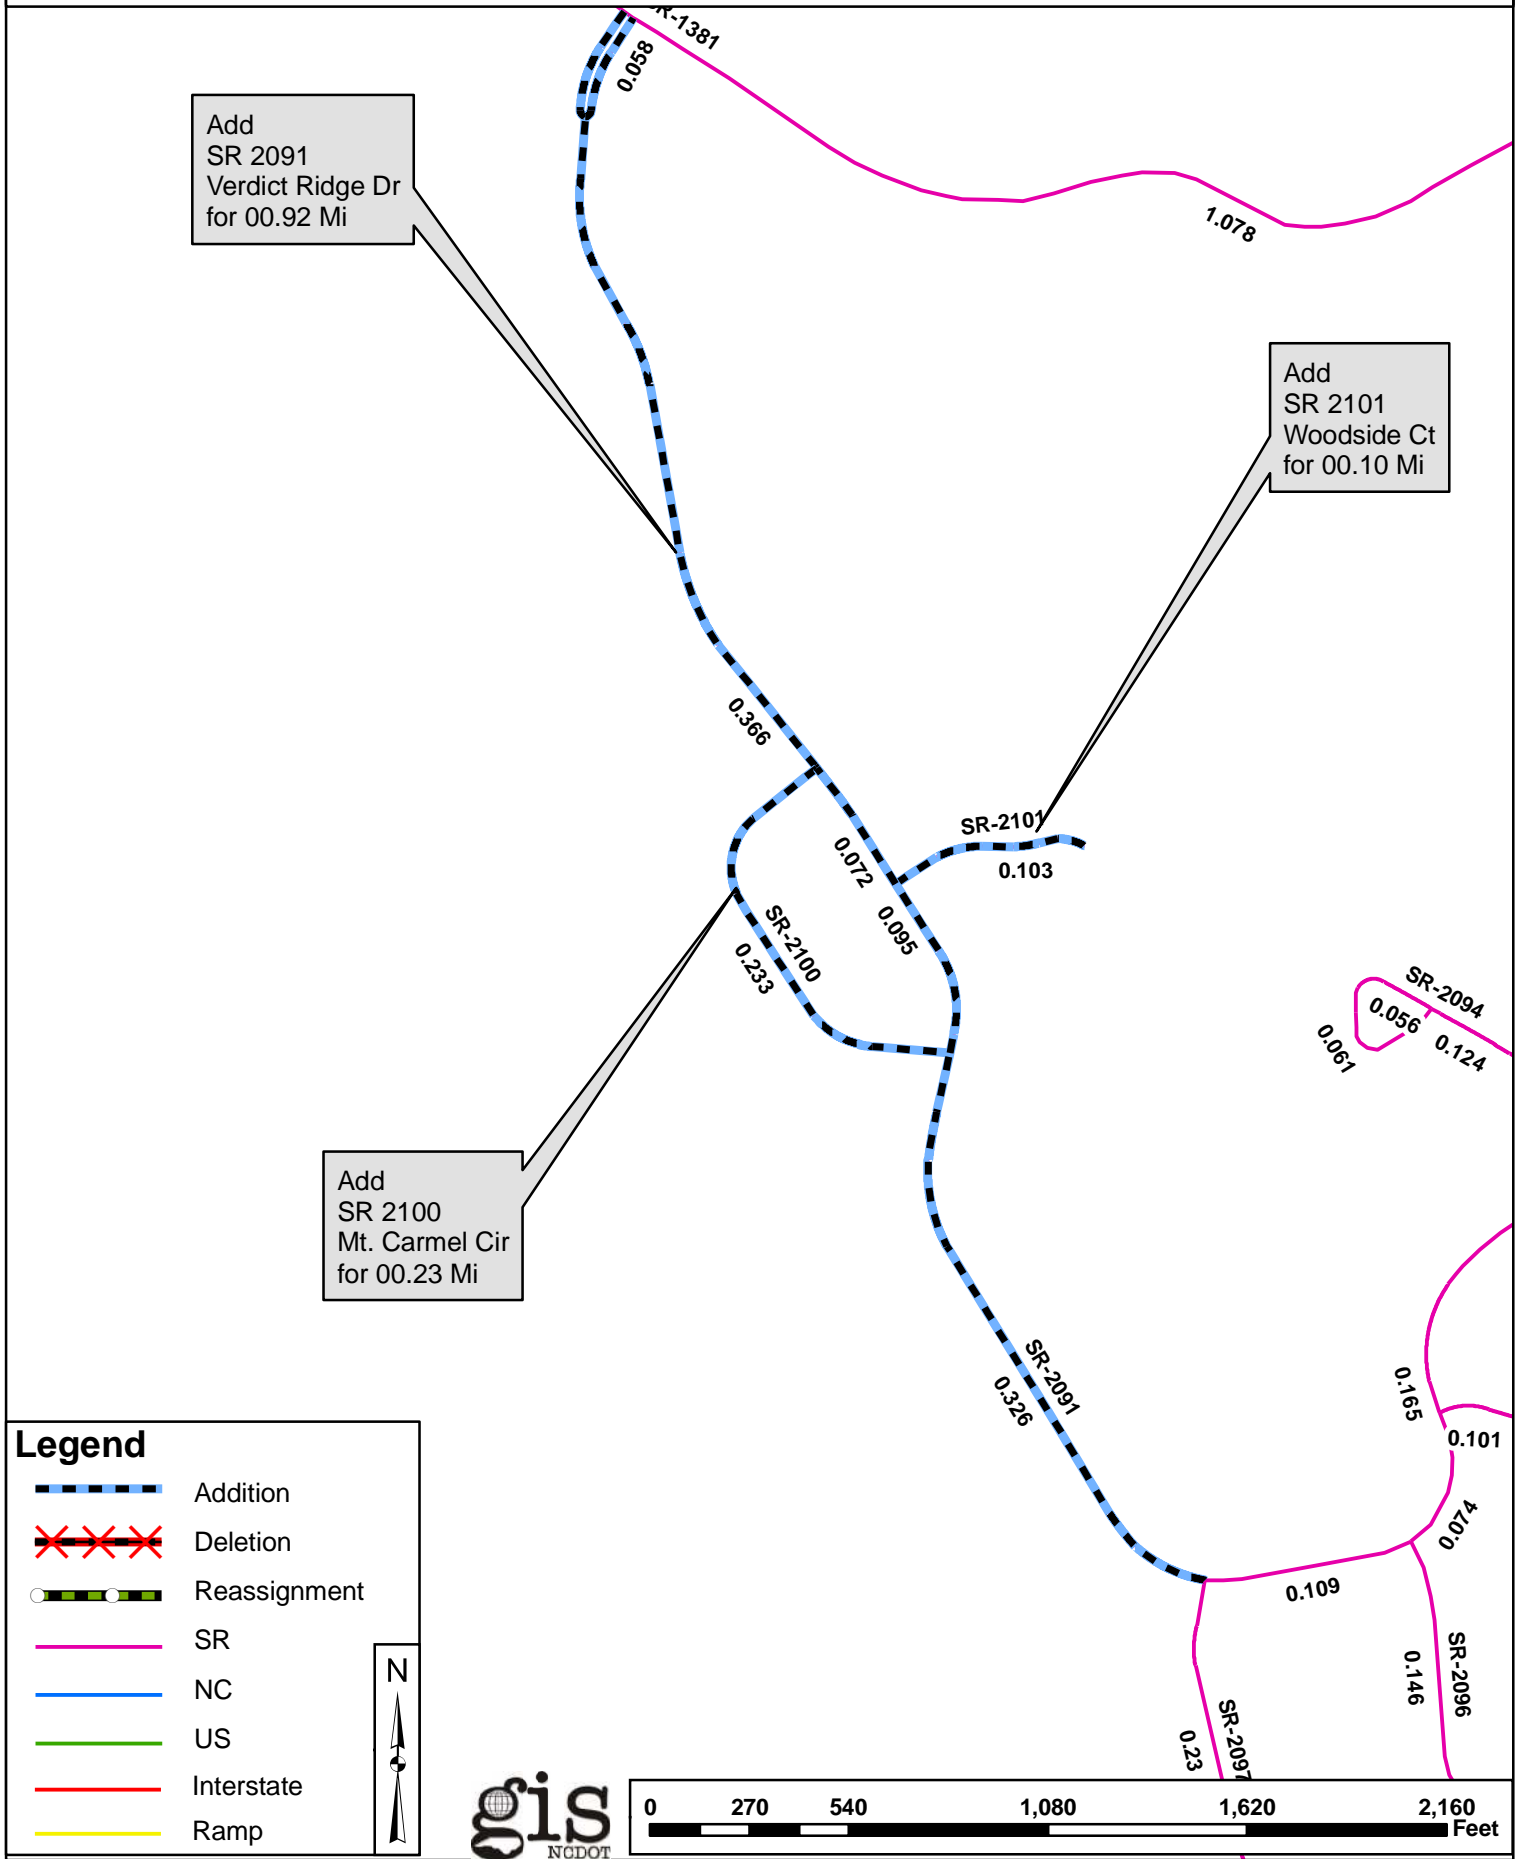 SR-1381
0.058
Add
SR 2091
Verdict Ridge Dr
for 00.92 Mi
1.078
Add
SR 2101
Woodside Ct
for 00.10 Mi
0.366
SR-2101
0.103
0.072
0.095
SR-2100
0.233
SR-2094
0.056
0.061
0.124
Add
SR 2100
Mt. Carmel Cir
for 00.23 Mi
SR-2091
0.326
0.165
0.101
0.074
0.109
SR-2096
0.146
SR-2097
0.23
Legend
Addition
Deletion
Reassignment
SR
NC
US
Interstate
Ramp
N
gis
NCDOT
0 270 540 1,080 1,620 2,160
Feet